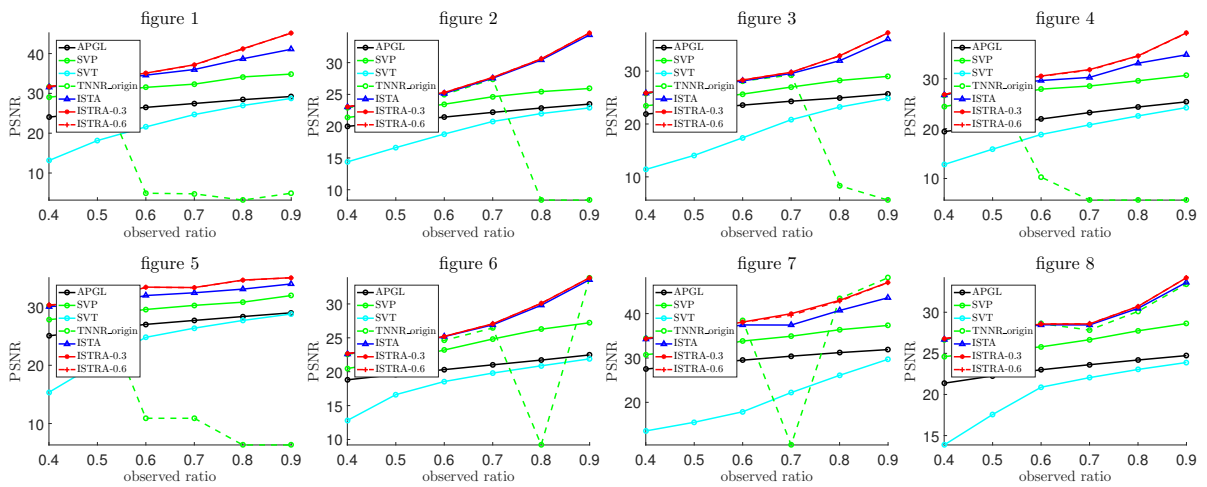 figure 1
PSNR
40
30
20
10
APGL
SVP
SVT
TNNR_origin
ISTA
ISTRA-0.3
ISTRA-0.6
0.4 0.5 0.6 0.7 0.8 0.9
observed ratio
figure 2
PSNR
30
25
20
15
10
APGL
SVP
SVT
TNNR_origin
ISTA
ISTRA-0.3
ISTRA-0.6
0.4 0.5 0.6 0.7 0.8 0.9
observed ratio
figure 3
PSNR
30
20
10
APGL
SVP
SVT
TNNR_origin
ISTA
ISTRA-0.3
ISTRA-0.6
0.4 0.5 0.6 0.7 0.8 0.9
observed ratio
figure 4
PSNR
30
20
10
APGL
SVP
SVT
TNNR_origin
ISTA
ISTRA-0.3
ISTRA-0.6
0.4 0.5 0.6 0.7 0.8 0.9
observed ratio
figure 5
PSNR
30
20
10
APGL
SVP
SVT
TNNR_origin
ISTA
ISTRA-0.3
ISTRA-0.6
0.4 0.5 0.6 0.7 0.8 0.9
observed ratio
figure 6
PSNR
30
25
20
15
10
APGL
SVP
SVT
TNNR_origin
ISTA
ISTRA-0.3
ISTRA-0.6
0.4 0.5 0.6 0.7 0.8 0.9
observed ratio
figure 7
PSNR
40
30
20
APGL
SVP
SVT
TNNR_origin
ISTA
ISTRA-0.3
ISTRA-0.6
0.4 0.5 0.6 0.7 0.8 0.9
observed ratio
figure 8
PSNR
30
25
20
15
APGL
SVP
SVT
TNNR_origin
ISTA
ISTRA-0.3
ISTRA-0.6
0.4 0.5 0.6 0.7 0.8 0.9
observed ratio